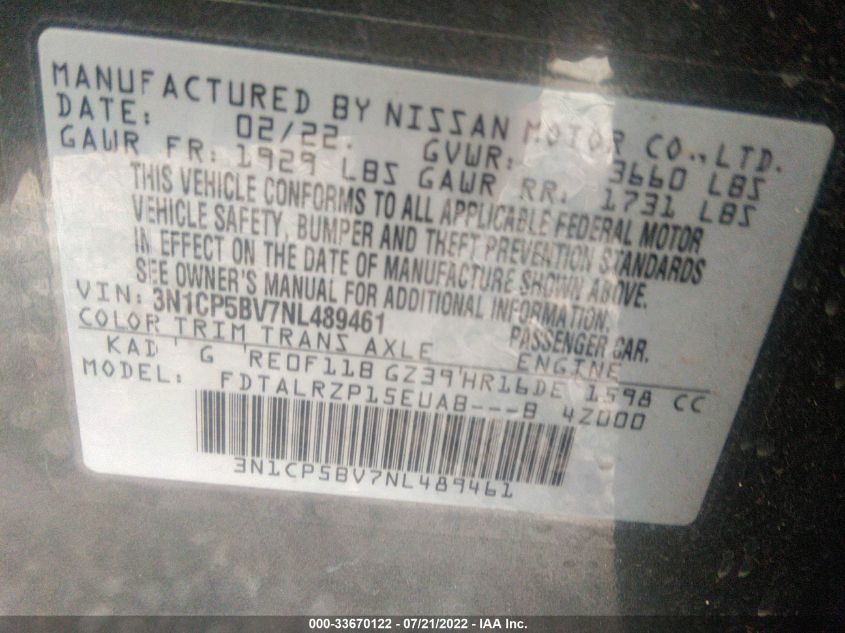 MANUFACTURED BY NISSAN MOTOR CO., LTD.
DATE: 02/22. GVWR: 3660 LBS
GAWR FR: 1929 LBS GAWR RR: 1731 LBS
THIS VEHICLE CONFORMS TO ALL APPLICABLE FEDERAL MOTOR
VEHICLE SAFETY, BUMPER AND THEFT PREVENTION STANDARDS
IN EFFECT ON THE DATE OF MANUFACTURE SHOWN ABOVE.
SEE OWNER'S MANUAL FOR ADDITIONAL INFORMATION.
VIN: 3N1CP5BV7NL489461 PASSENGER CAR.
COLOR TRIM TRANS AXLE ENGINE
KAD ' G 'RE0F11B GZ39'HR16DE 1598 CC
MODEL: FDTALRZP15EUAB---B 4Z000
3N1CP5BV7NL489461
000-33670122 - 07/21/2022 - IAA Inc.